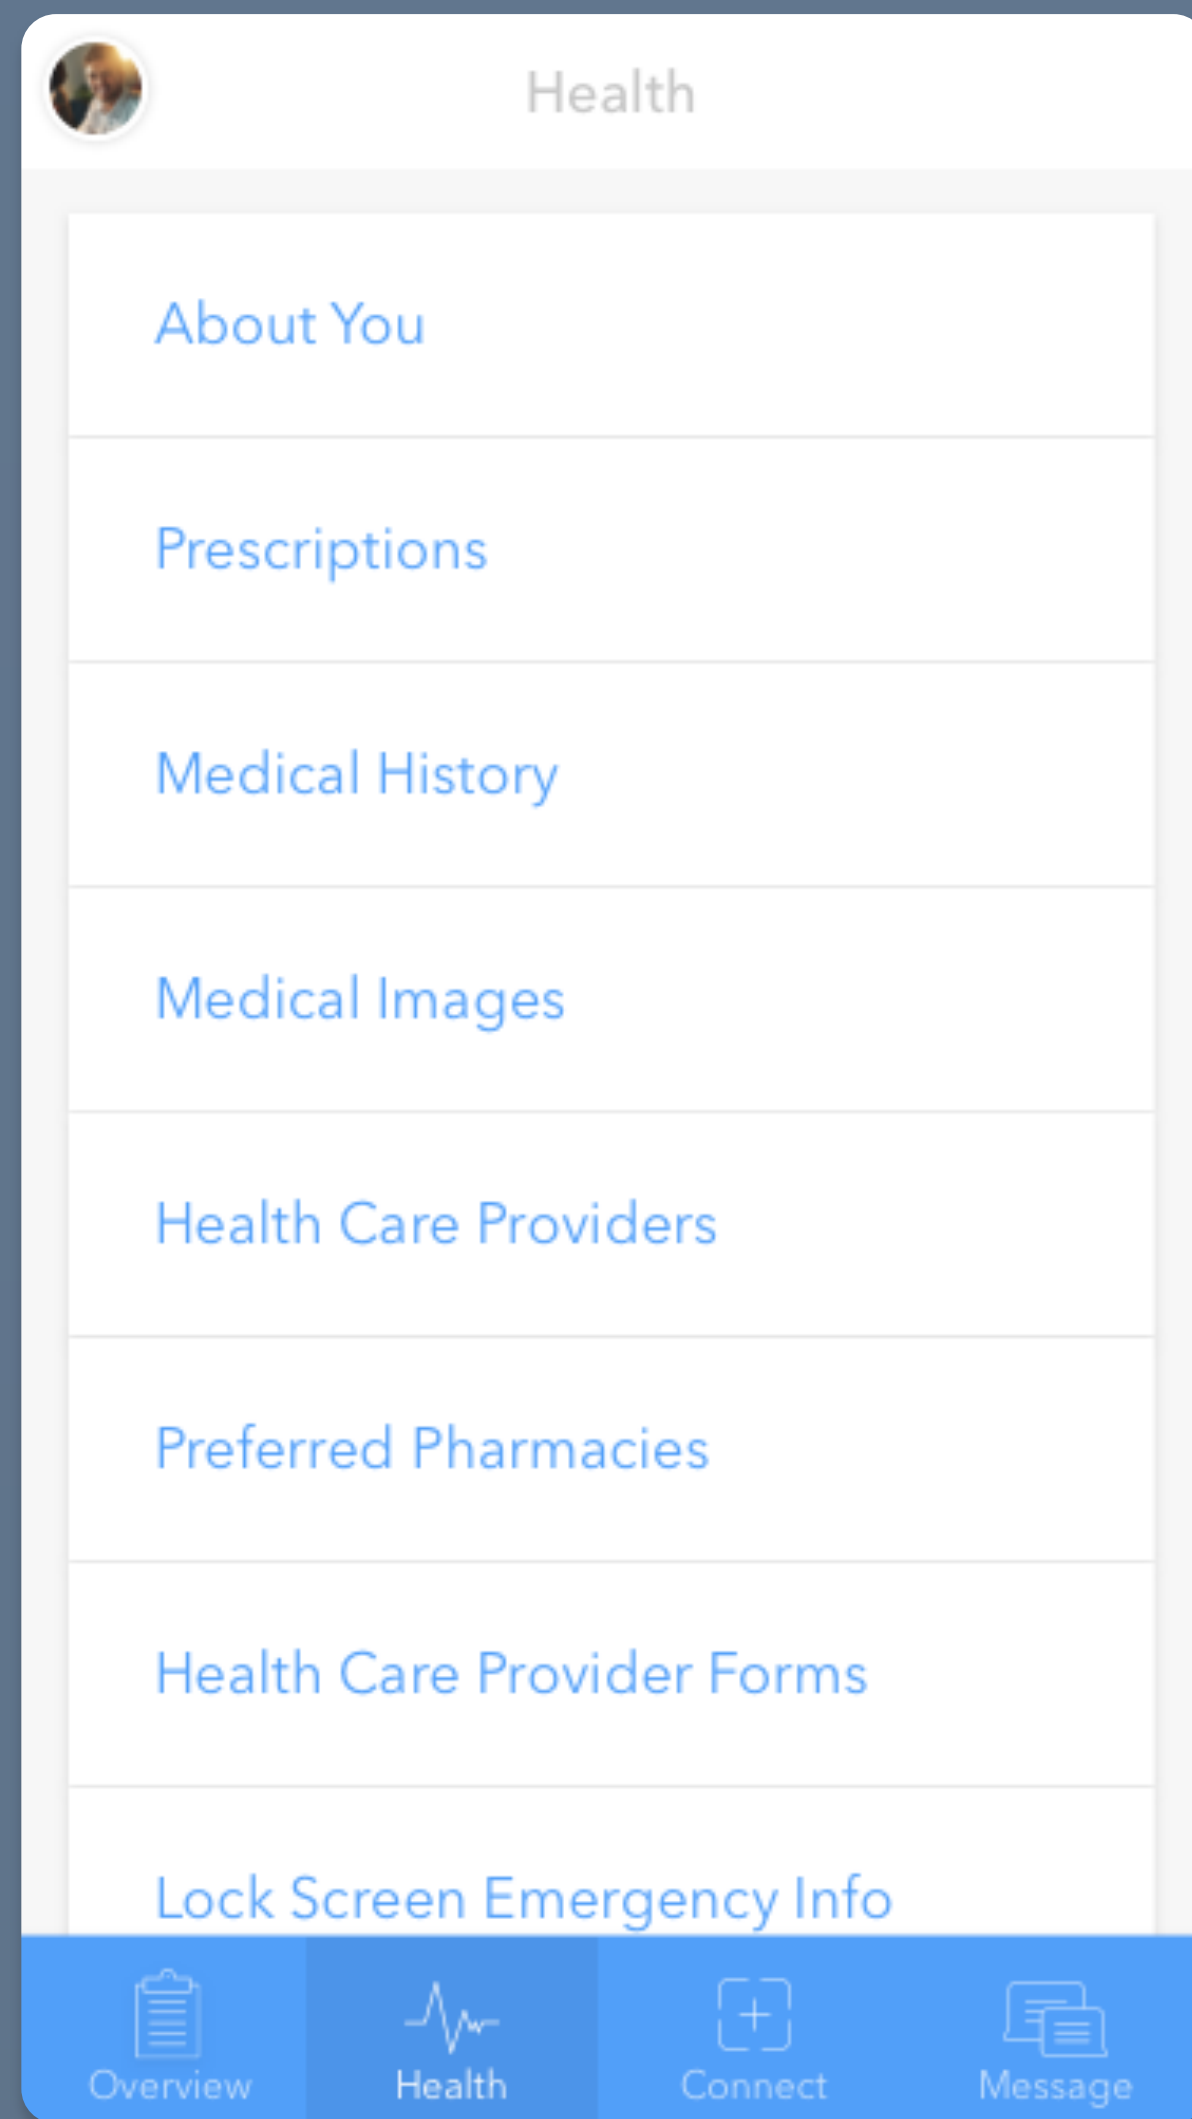 Health
About You
Prescriptions
Medical History
Medical Images
Health Care Providers
Preferred Pharmacies
Health Care Provider Forms
Lock Screen Emergency Info
Overview
Health
Connect
Message